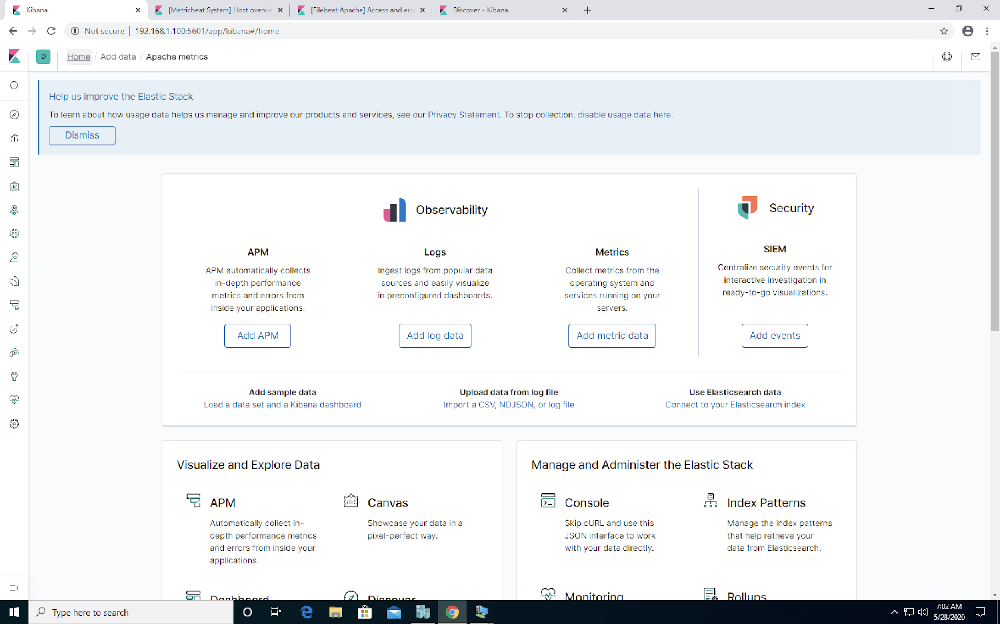 Kibana
[Metricbeat System] Host overvie
[Filebeat Apache] Access and erro
Discover - Kibana
Not secure
192.168.1.100:5601/app/kibana#/home
D
Home / Add data / Apache metrics
Help us improve the Elastic Stack
To learn about how usage data helps us manage and improve our products and services, see our Privacy Statement. To stop collection, disable usage data here.
Dismiss
Observability
APM
APM automatically collects
in-depth performance
metrics and errors from
inside your applications.
Add APM
Logs
Ingest logs from popular data
sources and easily visualize
in preconfigured dashboards.
Add log data
Metrics
Collect metrics from the
operating system and
services running on your
servers.
Add metric data
Security
SIEM
Centralize security events for
interactive investigation in
ready-to-go visualizations.
Add events
Add sample data
Load a data set and a Kibana dashboard
Upload data from log file
Import a CSV, NDJSON, or log file
Use Elasticsearch data
Connect to your Elasticsearch index
Visualize and Explore Data
APM
Automatically collect in-
depth performance metrics
and errors from inside your
applications.
Canvas
Showcase your data in a
pixel-perfect way.
Dashboard
Discover
Manage and Administer the Elastic Stack
Console
Skip cURL and use this
JSON interface to work
with your data directly.
Index Patterns
Manage the index patterns
that help retrieve your
data from Elasticsearch.
Monitoring
Rollups
Type here to search
7:02 AM
5/28/2020